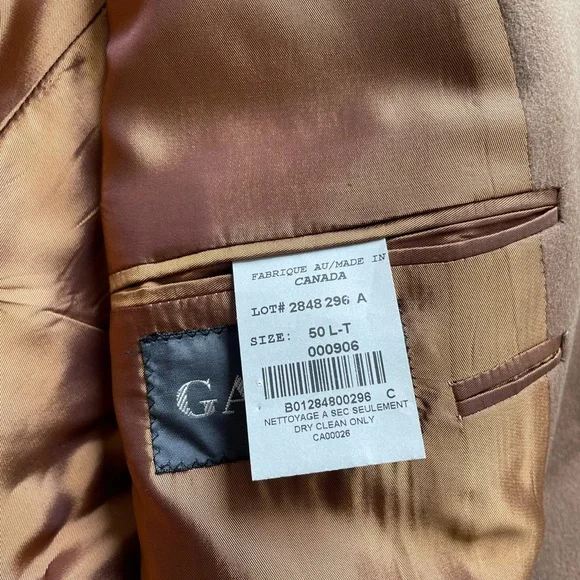 FABRIQUE AU/MADE IN
CANADA
LOT# 2848 296 A
SIZE: 50 L-T
000906
B01284800296 C
NETTOYAGE A SEC SEULEMENT
DRY CLEAN ONLY
CA00026